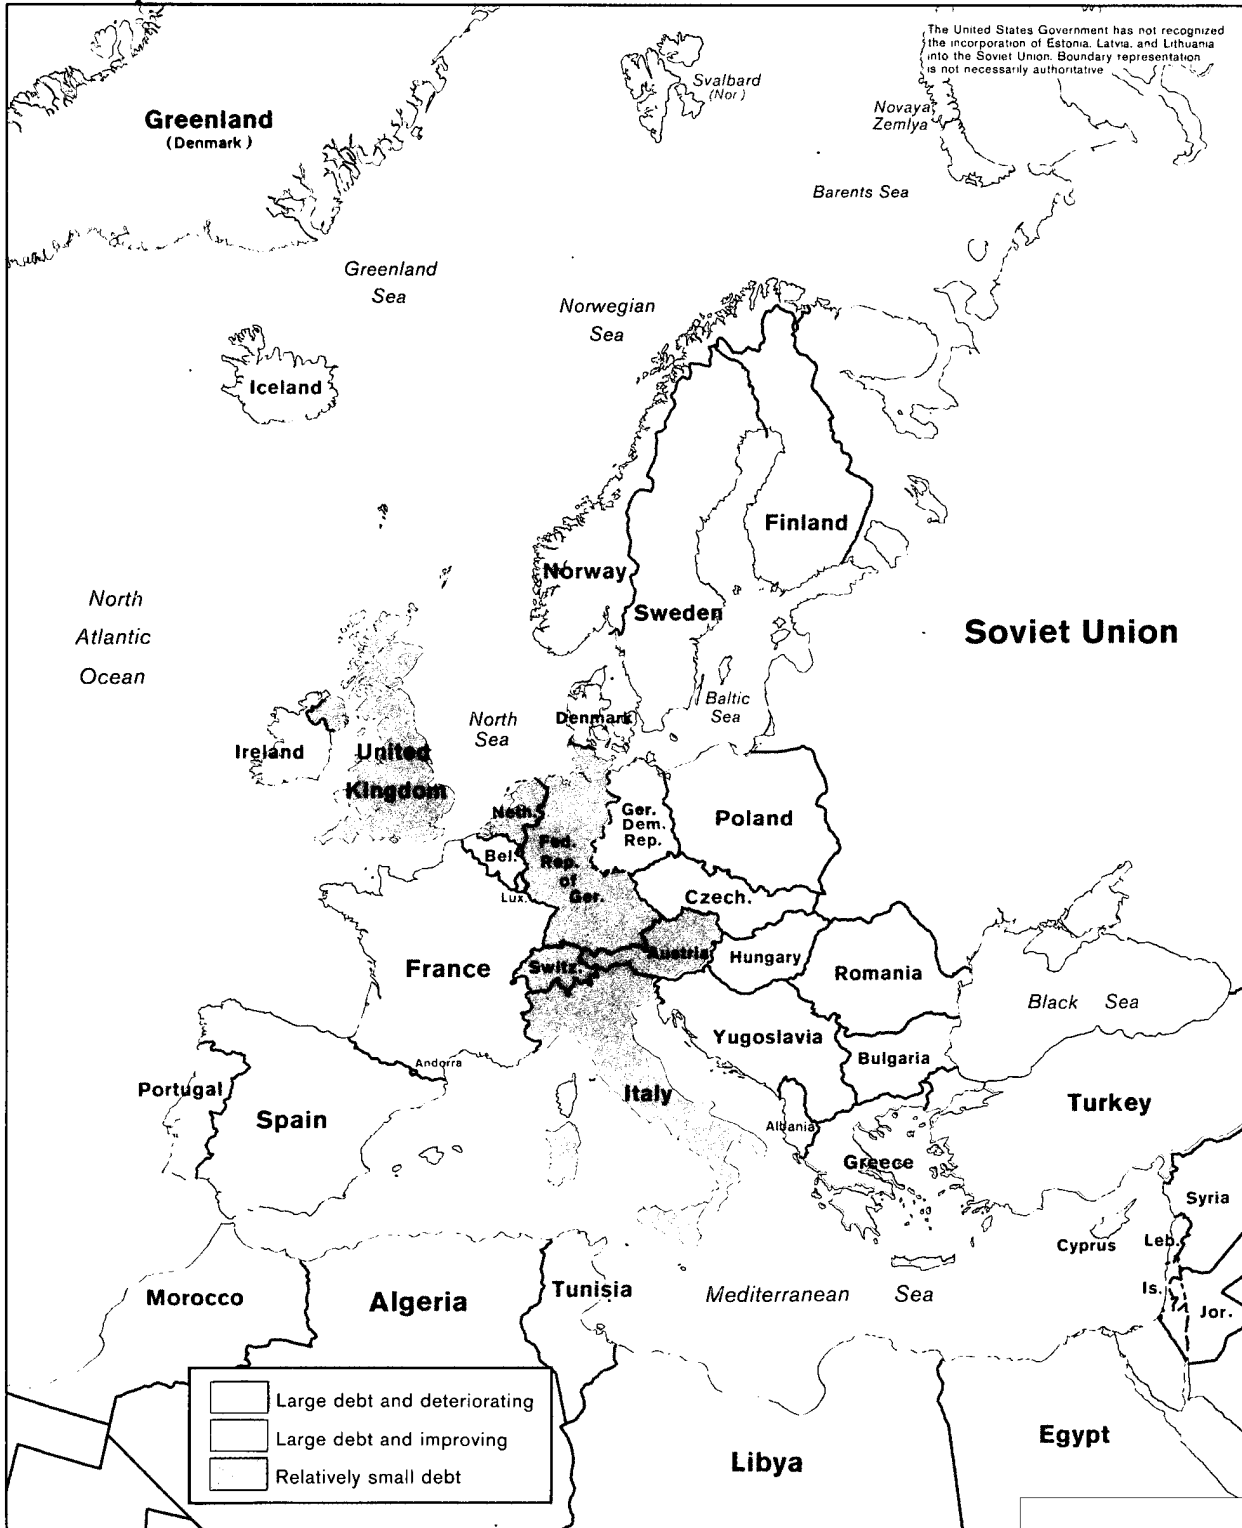 The United States Government has not recognized
the incorporation of Estonia, Latvia, and Lithuania
into the Soviet Union. Boundary representation
is not necessarily authoritative
Svalbard
(Nor)
Novaya
Zemlya
Greenland
(Denmark)
Barents Sea
Greenland
Sea
Norwegian
Sea
Iceland
Finland
Norway
North
Atlantic
Ocean
Sweden
Soviet Union
Baltic
Sea
North
Sea
Denmark
Ireland
United
Kingdom
Neth.
Ger.
Dem.
Rep.
Poland
Fed.
Rep.
of
Ger.
Bel.
Lux.
Czech.
France
Switz.
Austria
Hungary
Romania
Black Sea
Yugoslavia
Bulgaria
Andorra
Portugal
Spain
Italy
Turkey
Albania
Greece
Syria
Cyprus
Leb.
Morocco
Algeria
Tunisia
Mediterranean Sea
Is.
Jor.
Large debt and deteriorating
Large debt and improving
Relatively small debt
Libya
Egypt